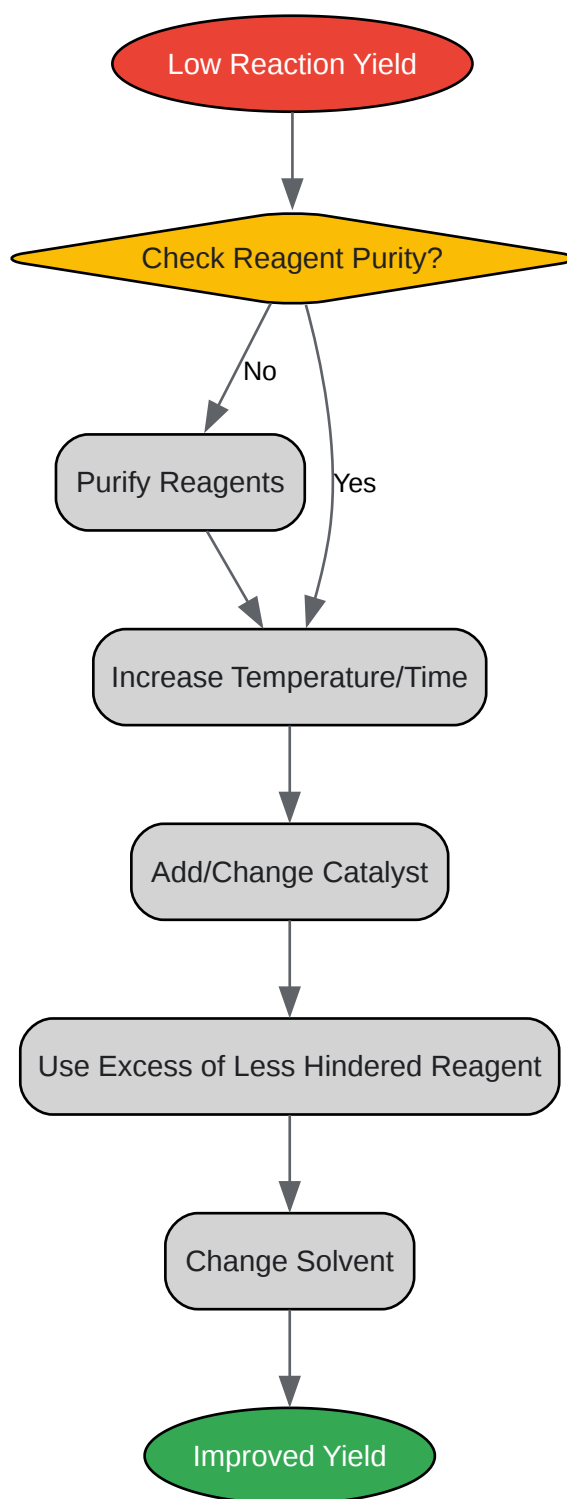 Low Reaction Yield
Check Reagent Purity?
No
Purify Reagents
Yes
Increase Temperature/Time
Add/Change Catalyst
Use Excess of Less Hindered Reagent
Change Solvent
Improved Yield